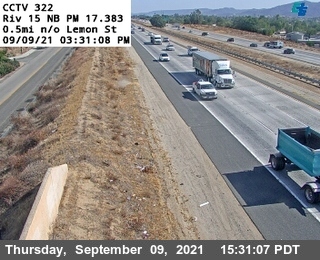 CCTV 322
Riv 15 NB PM 17.383
0.5mi n/o Lemon St
09/09/21 03:31:08 PM
Thursday, September 09, 2021 15:31:07 PDT